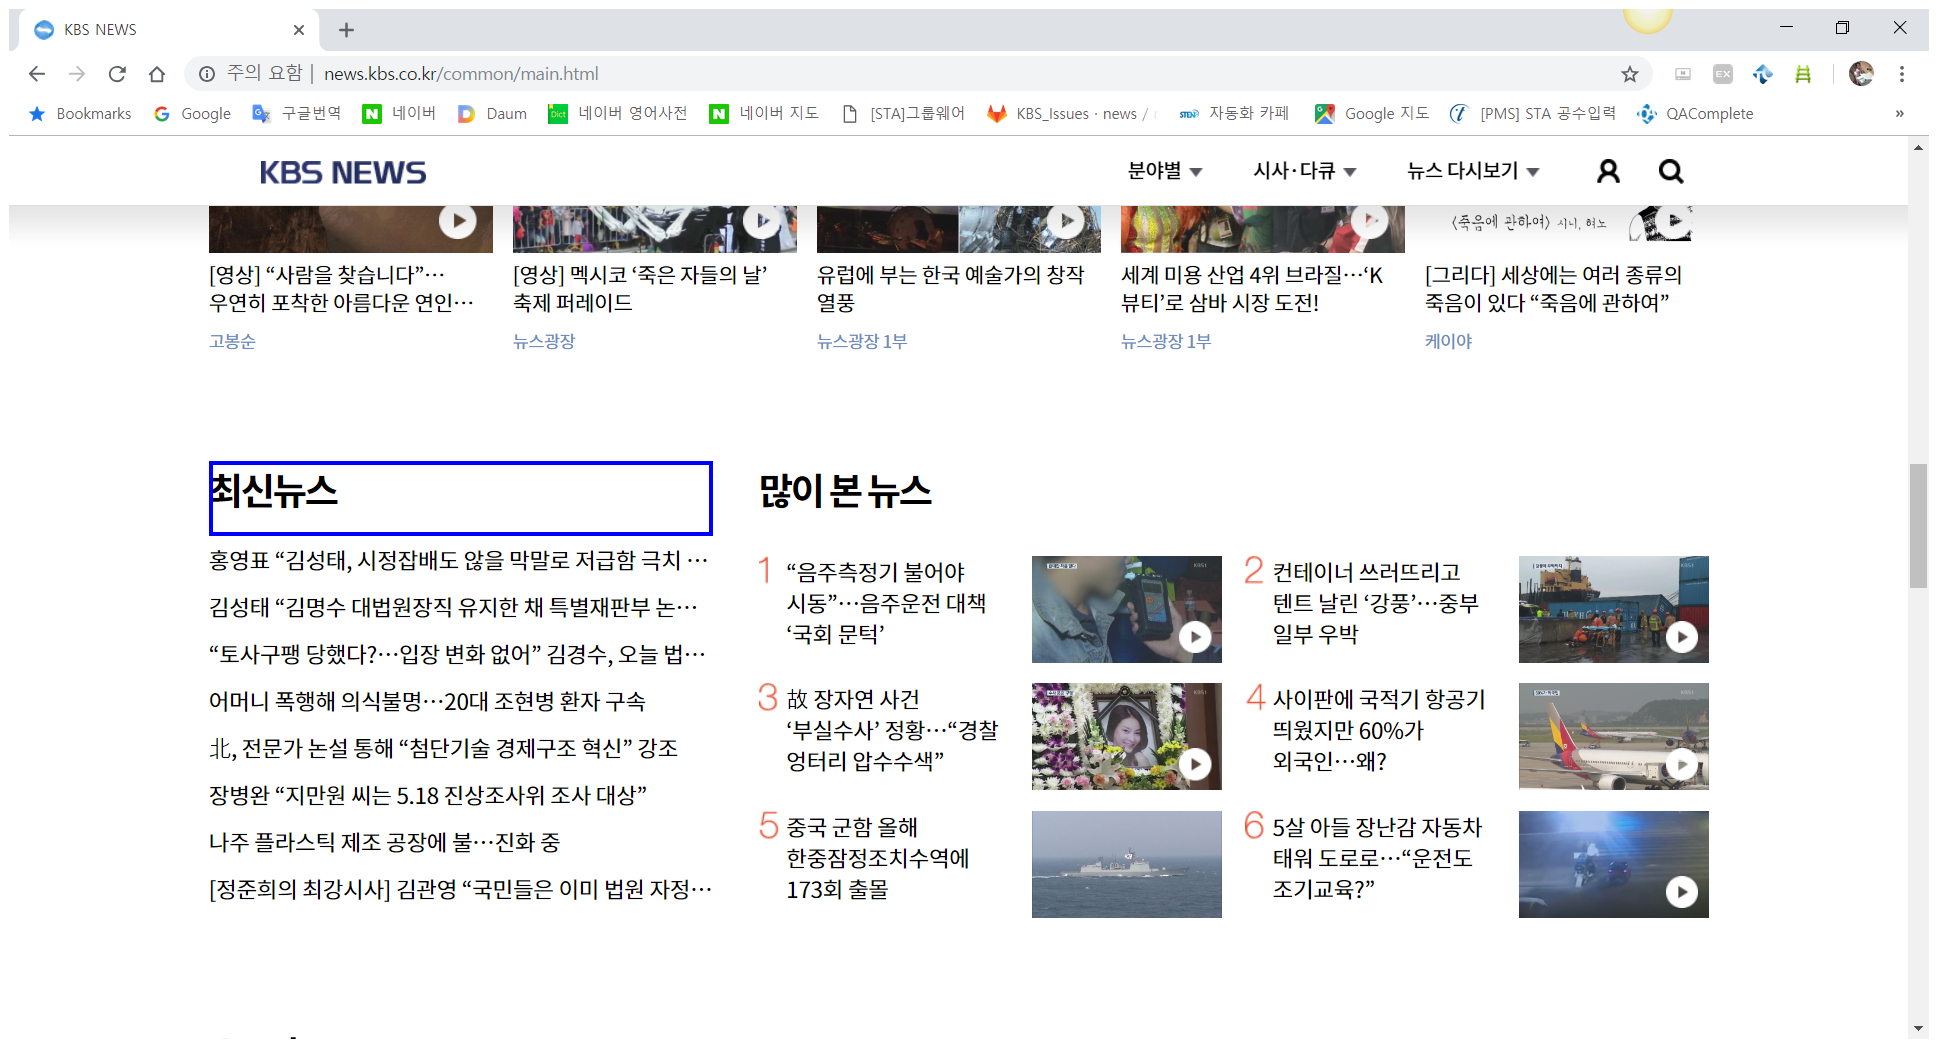 KBS NEWS
주의 요함 | news.kbs.co.kr/common/main.html
EX
Bookmarks
Google
구글번역
네이버
Daum
네이버 영어사전
네이버 지도
[STA]그룹웨어
KBS_Issues · news /
자동화 카페
Google 지도
[PMS] STA 공수입력
QAComplete
»
KBS NEWS
분야별
시사·다큐
뉴스 다시보기
〈죽음에 관하여〉 시니, 혀노
[영상] “사람을 찾습니다”…
우연히 포착한 아름다운 연인…
고봉순
[영상] 멕시코 ‘죽은 자들의 날’
축제 퍼레이드
뉴스광장
유럽에 부는 한국 예술가의 창작
열풍
뉴스광장 1부
세계 미용 산업 4위 브라질…‘K
뷰티’로 삼바 시장 도전!
뉴스광장 1부
[그리다] 세상에는 여러 종류의
죽음이 있다 “죽음에 관하여”
케이야
최신뉴스
홍영표 “김성태, 시정잡배도 않을 막말로 저급함 극치 …
김성태 “김명수 대법원장직 유지한 채 특별재판부 논…
“토사구팽 당했다?…입장 변화 없어” 김경수, 오늘 법…
어머니 폭행해 의식불명…20대 조현병 환자 구속
北, 전문가 논설 통해 “첨단기술 경제구조 혁신” 강조
장병완 “지만원 씨는 5.18 진상조사위 조사 대상”
나주 플라스틱 제조 공장에 불…진화 중
[정준희의 최강시사] 김관영 “국민들은 이미 법원 자정…
많이 본 뉴스
1
“음주측정기 불어야
시동”…음주운전 대책
‘국회 문턱’
2
컨테이너 쓰러뜨리고
텐트 날린 ‘강풍’…중부
일부 우박
3
故 장자연 사건
‘부실수사’ 정황…“경찰
엉터리 압수수색”
4
사이판에 국적기 항공기
띄웠지만 60%가
외국인…왜?
5
중국 군함 올해
한중잠정조치수역에
173회 출몰
6
5살 아들 장난감 자동차
태워 도로로…“운전도
조기교육?”